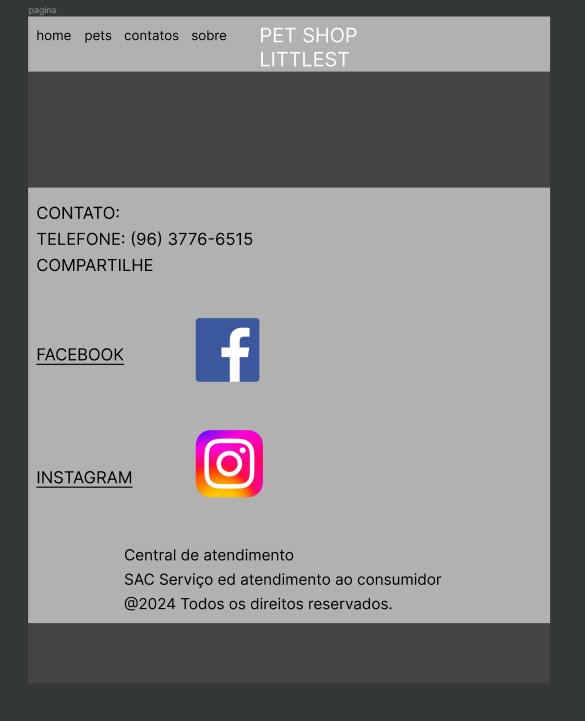 pagina
home pets contatos sobre
PET SHOP
LITTLEST
CONTATO:
TELEFONE: (96) 3776-6515
COMPARTILHE
FACEBOOK
INSTAGRAM
Central de atendimento
SAC Serviço ed atendimento ao consumidor
@2024 Todos os direitos reservados.